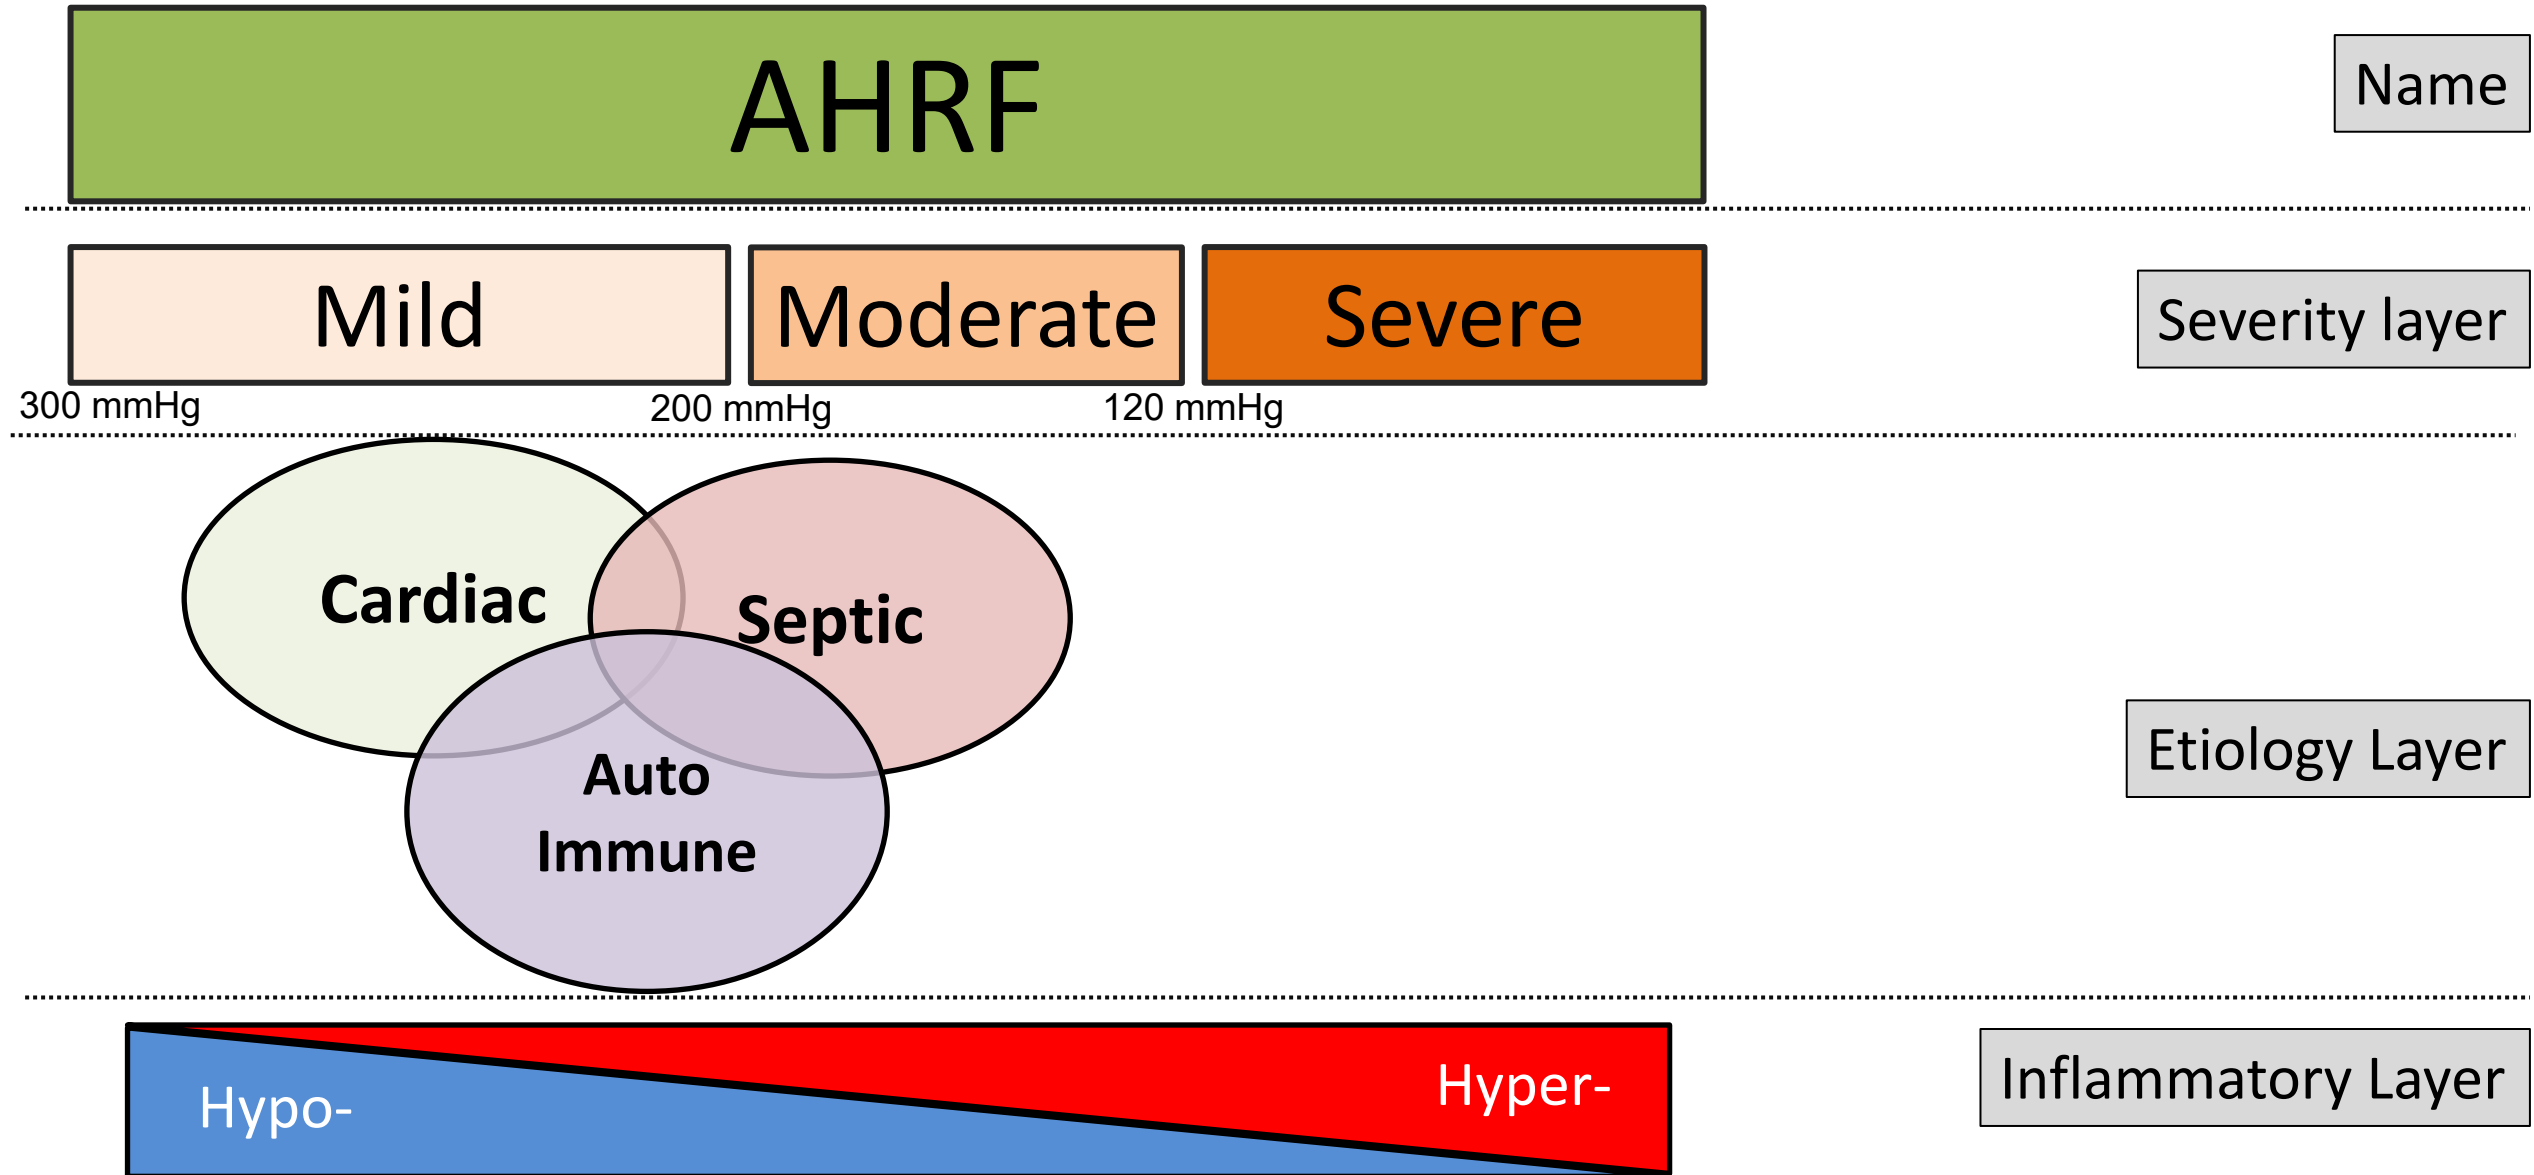 AHRF
Name
Mild
Moderate
Severe
Severity layer
300 mmHg
200 mmHg
120 mmHg
Cardiac
Septic
Auto
Immune
Etiology Layer
Hypo-
Hyper-
Inflammatory Layer